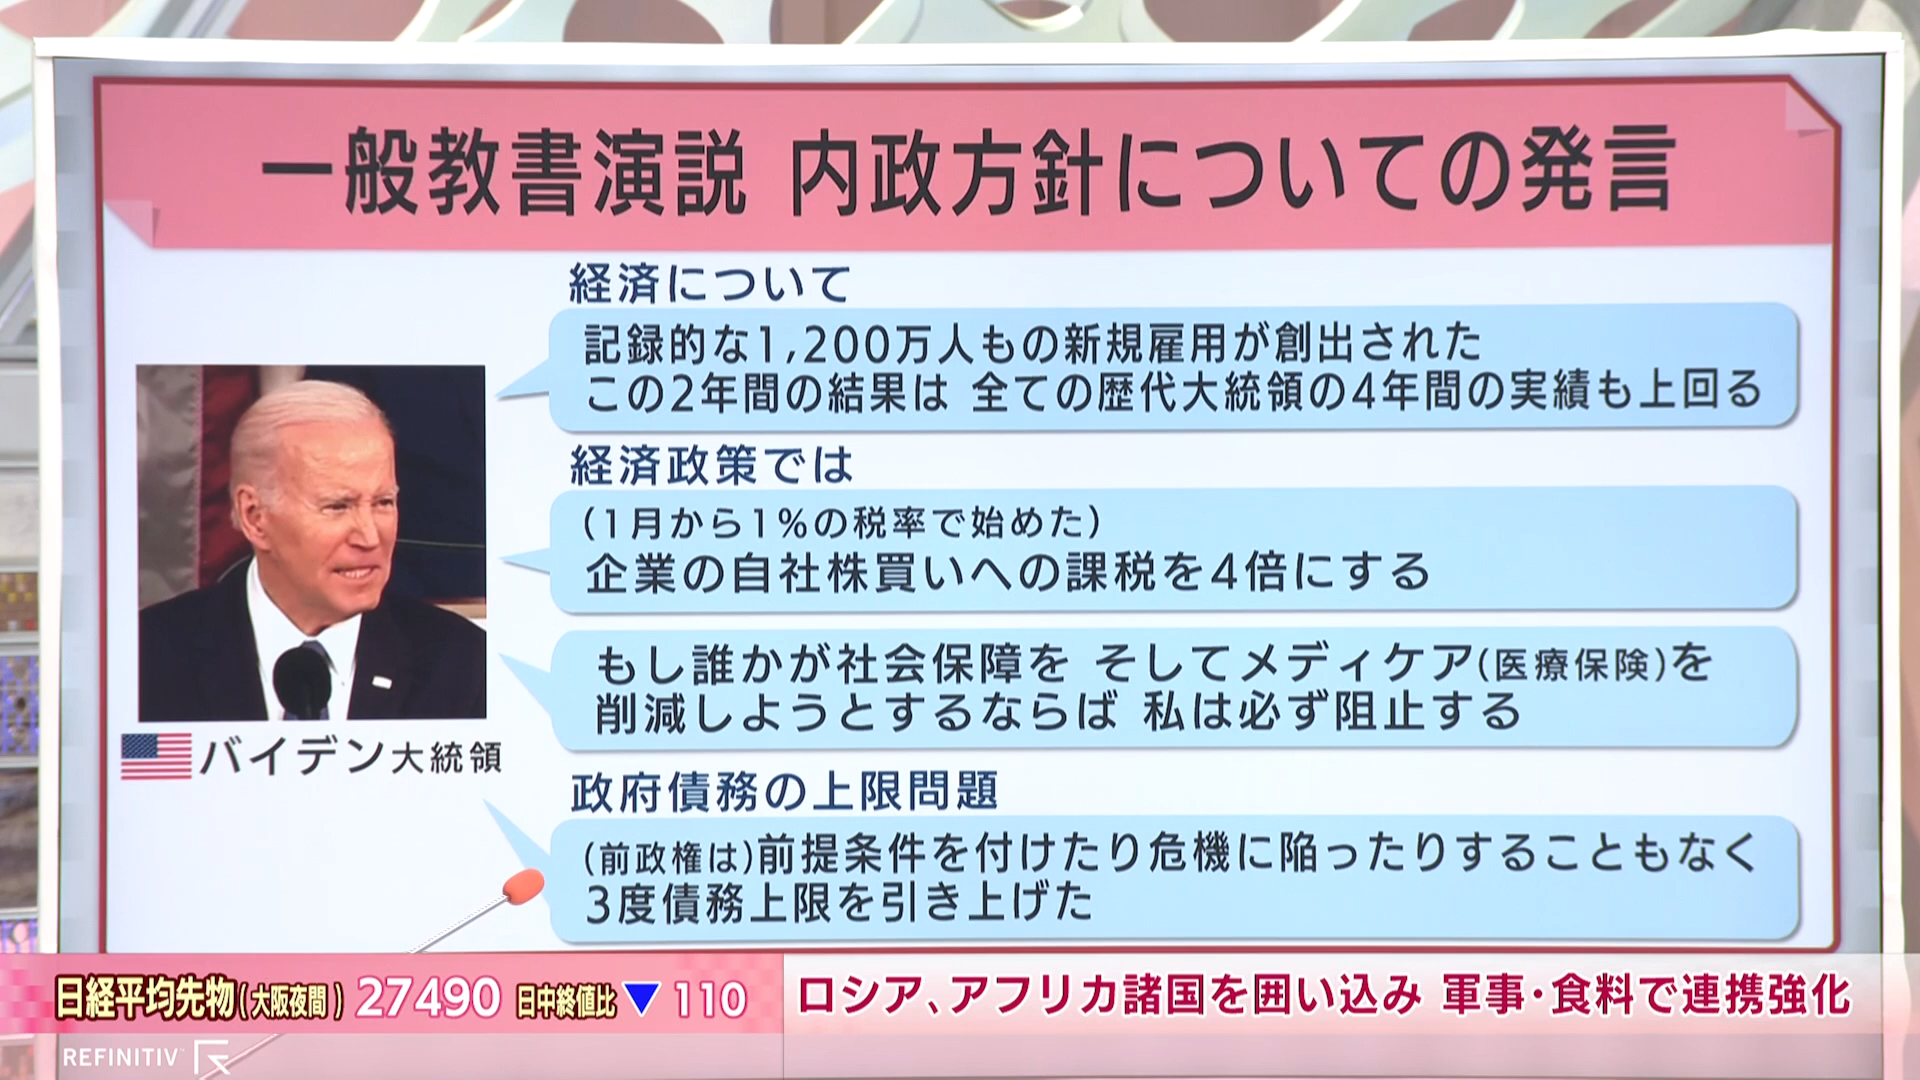 一般教書演説 内政方針についての発言
経済について
記録的な1,200万人もの新規雇用が創出された
この2年間の結果は 全ての歴代大統領の4年間の実績も上回る
経済政策では
(1月から1%の税率で始めた)
企業の自社株買いへの課税を4倍にする
もし誰かが社会保障を そしてメディケア(医療保険)を
削減しようとするならば 私は必ず阻止する
バイデン大統領
政府債務の上限問題
(前政権は)前提条件を付けたり危機に陥ったりすることもなく
3度債務上限を引き上げた
日経平均先物(大阪夜間) 27490 日中終値比▼110
ロシア、アフリカ諸国を囲い込み 軍事・食料で連携強化
REFINITIV